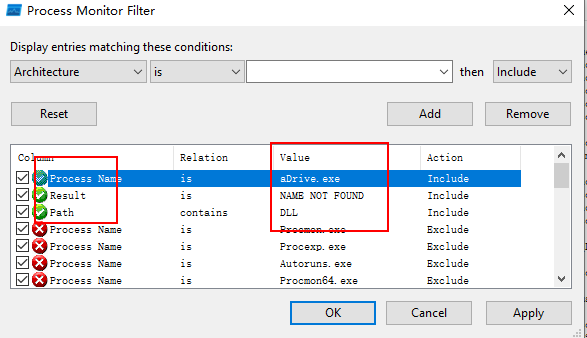 Process Monitor Filter
Display entries matching these conditions:
Architecture is then Include
Reset Add Remove
Column Relation Value Action
Process Name is aDrive.exe Include
Result is NAME NOT FOUND Include
Path contains DLL Include
Process Name is Procmon.exe Exclude
Process Name is Procexp.exe Exclude
Process Name is Autoruns.exe Exclude
Process Name is Procmon64.exe Exclude
OK Cancel Apply